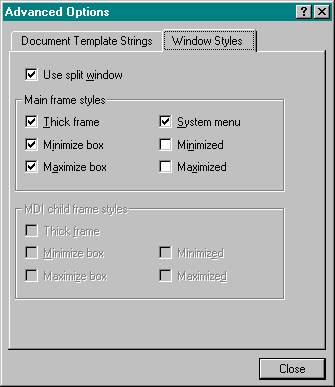 Advanced Options
Document Template Strings Window Styles
Use split window
Main frame styles
Thick frame System menu
Minimize box Minimized
Maximize box Maximized
MDI child frame styles
Thick frame
Minimize box Minimized
Maximize box Maximized
Close